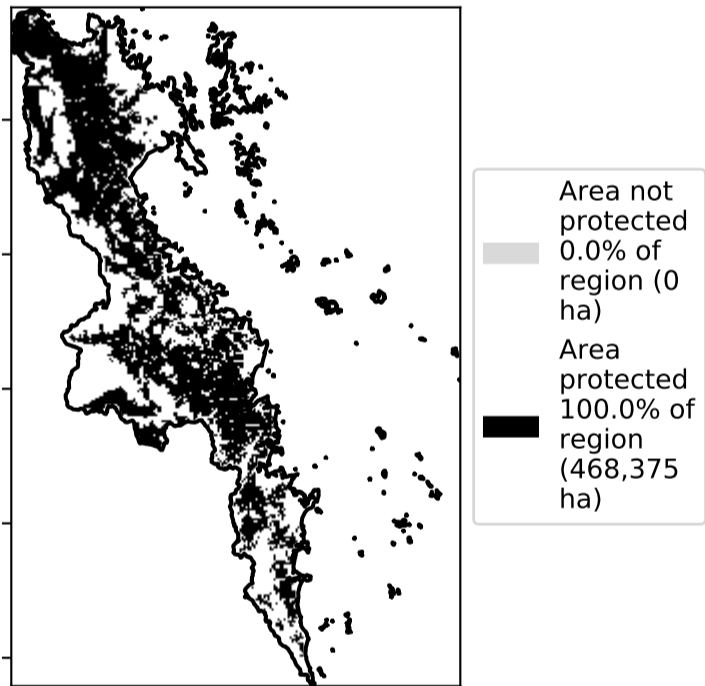 Area not
protected
0.0% of
region (0
ha)
Area
protected
100.0% of
region
(468,375
ha)